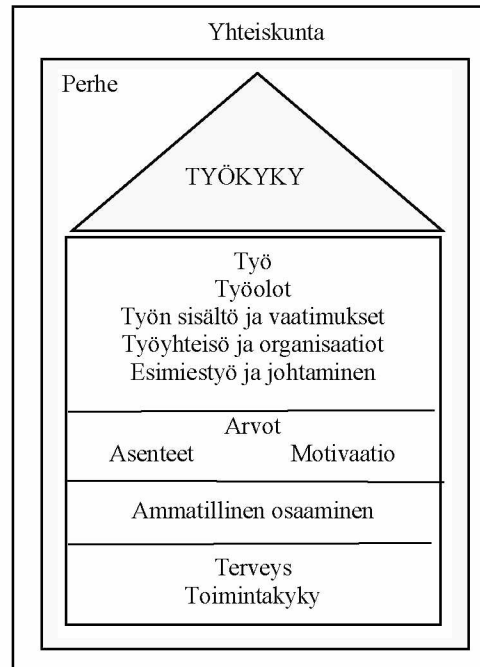 Yhteiskunta
Perhe
TYÖKYKY
Työ
Työolot
Työn sisältö ja vaatimukset
Työyhteisö ja organisaatiot
Esimiestyö ja johtaminen
Arvot
Asenteet Motivaatio
Ammatillinen osaaminen
Terveys
Toimintakyky